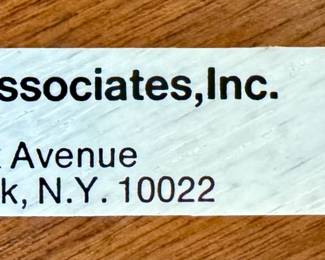 ssociates,Inc.
Avenue
k, N.Y. 10022